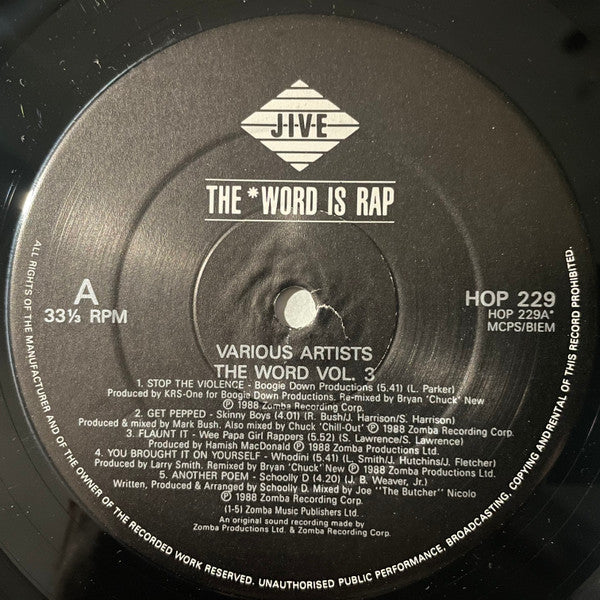 J·I·V·E
THE *WORD IS RAP
A
33⅓ RPM
HOP 229
HOP 229A*
MCPS/BIEM
VARIOUS ARTISTS
THE WORD VOL. 3
1. STOP THE VIOLENCE - Boogie Down Productions (5.41) (L. Parker)
Produced by KRS-One for Boogie Down Productions. Re-mixed by Bryan "Chuck" New
℗ 1988 Zomba Recording Corp.
2. GET PEPPED - Skinny Boys (4.01) (R. Bush/J. Harrison/S. Harrison)
Produced & mixed by Mark Bush. Also mixed by Chuck "Chill-Out" ℗ 1988 Zomba Recording Corp.
3. FLAUNT IT - Wee Papa Girl Rappers (5.52) (S. Lawrence/S. Lawrence)
Produced by Hamish MacDonald ℗ 1988 Zomba Productions Ltd.
4. YOU BROUGHT IT ON YOURSELF - Whodini (5.41) (L. Smith/J. Hutchins/J. Fletcher)
Produced by Larry Smith. Remixed by Bryan "Chuck" New ℗ 1988 Zomba Productions Ltd.
5. ANOTHER POEM - Schoolly D (4.20) (J. B. Weaver, Jr.)
Written, Produced & Arranged by Schoolly D. Mixed by Joe "The Butcher" Nicolo
℗ 1988 Zomba Recording Corp.
(1-5) Zomba Music Publishers Ltd./
An original sound recording made by
Zomba Productions Ltd. & Zomba Recording Corp.
ALL RIGHTS OF THE MANUFACTURER AND OF THE OWNER OF THE RECORDED WORK RESERVED. UNAUTHORISED PUBLIC PERFORMANCE, BROADCASTING, COPYING AND RENTAL OF THIS RECORD PROHIBITED.